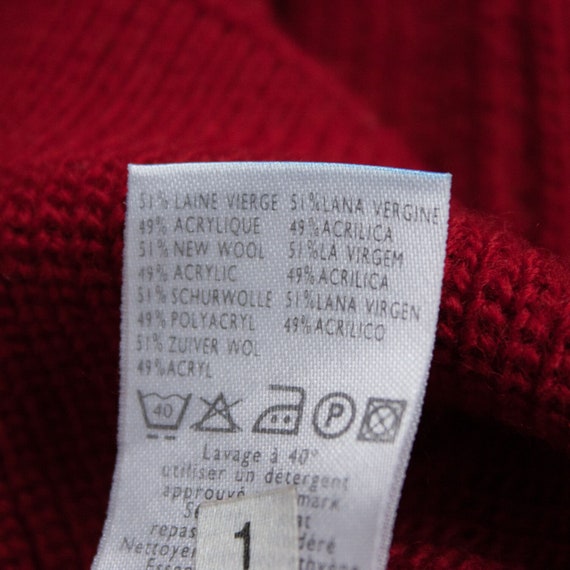 51% LAINE VIERGE
49% ACRYLIQUE
51% NEW WOOL
49% ACRYLIC
51% SCHURWOLLE
49% POLYACRYL
51% ZUIVER WOL
49% ACRYL
51% LANA VERGINE
49% ACRILICA
51% LA VIRGEM
49% ACRILICA
51% LANA VIRGEN
49% ACRILICO
40
P
Lavage à 40°
utiliser un détergent
approuvé
1
Nettoyer